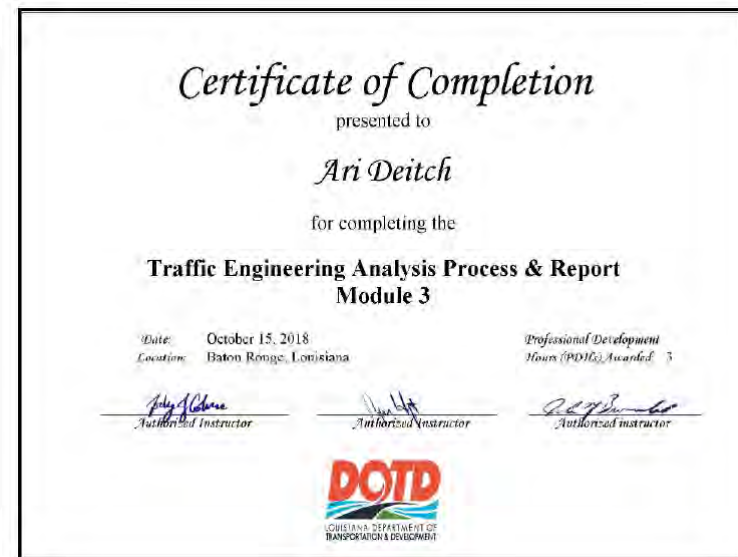 Certificate of Completion
presented to
Ari Deitch
for completing the
Traffic Engineering Analysis Process & Report
Module 3
Date: October 15, 2018
Location: Baton Rouge, Louisiana
Professional Development
Hours (PDHs) Awarded 3
Authorized Instructor
Authorized Instructor
Authorized instructor
DOTD
LOUISIANA DEPARTMENT OF
TRANSPORTATION & DEVELOPMENT